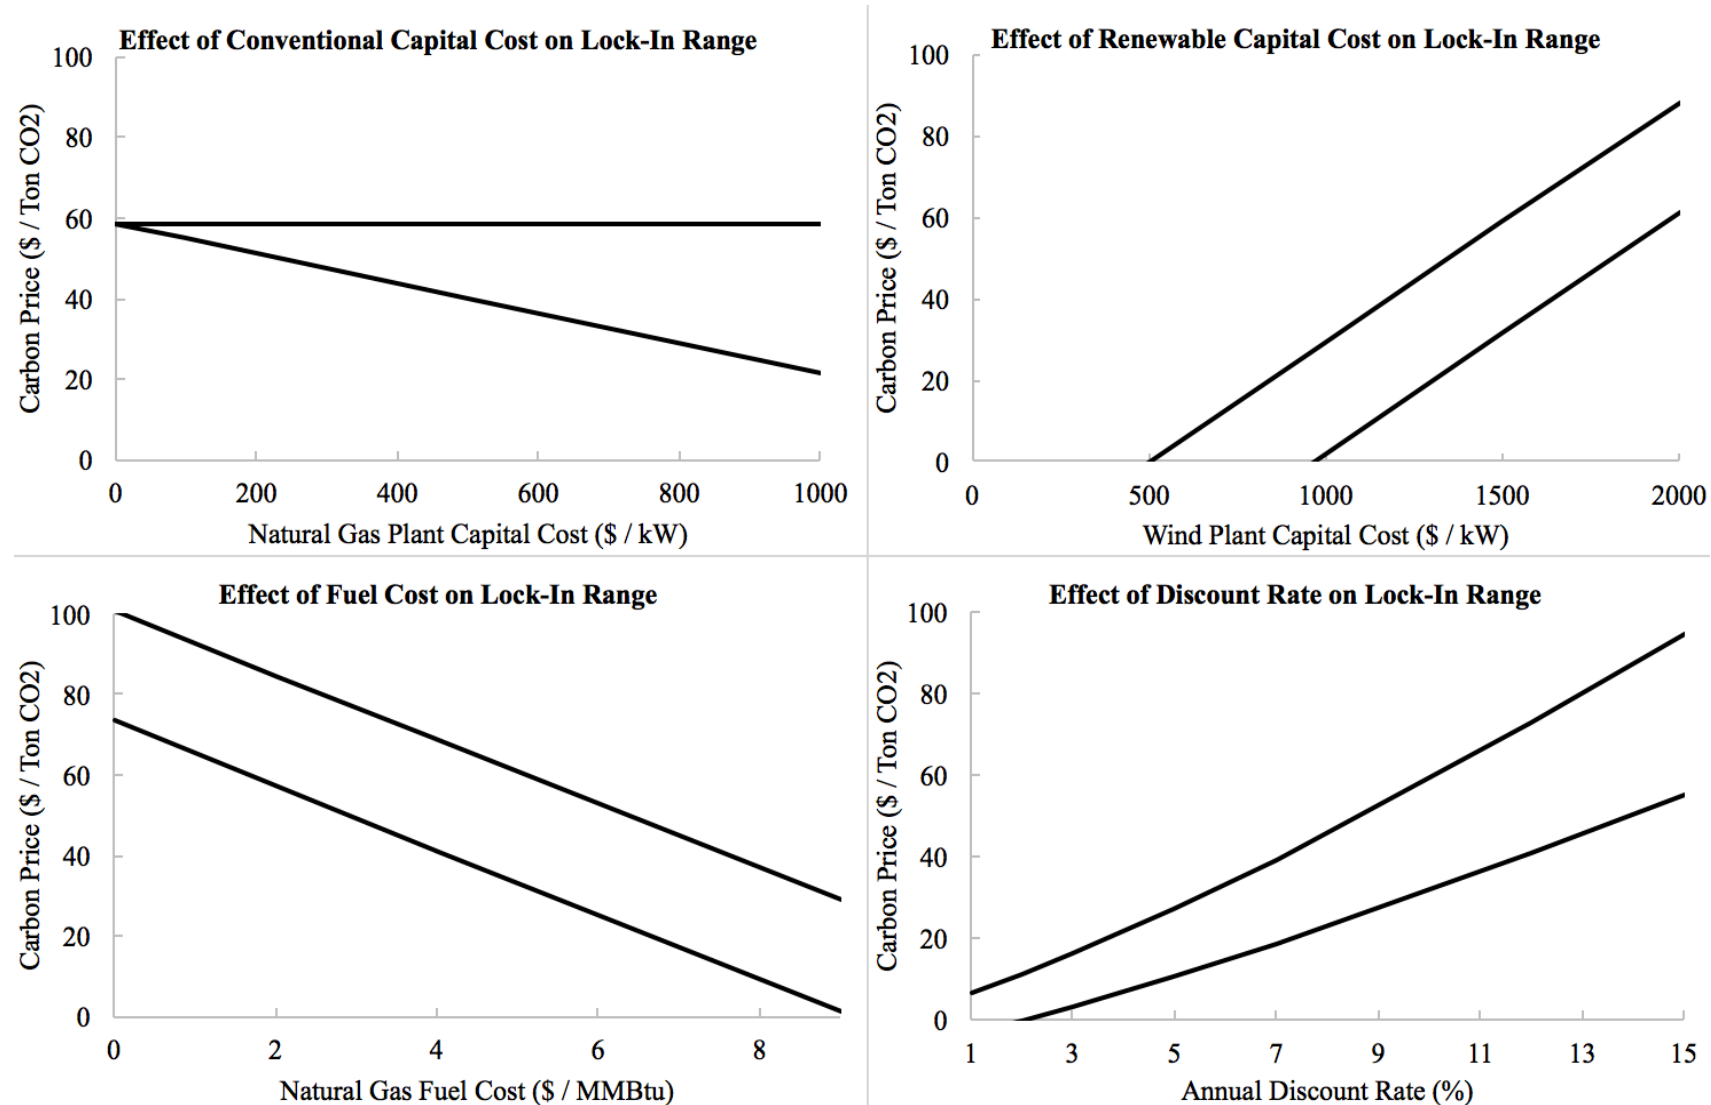 Effect of Conventional Capital Cost on Lock-In Range
100
80
60
40
20
0
Carbon Price ($ / Ton CO2)
0 200 400 600 800 1000
Natural Gas Plant Capital Cost ($ / kW)
Effect of Renewable Capital Cost on Lock-In Range
100
80
60
40
20
0
Carbon Price ($ / Ton CO2)
0 500 1000 1500 2000
Wind Plant Capital Cost ($ / kW)
Effect of Fuel Cost on Lock-In Range
100
80
60
40
20
0
Carbon Price ($ / Ton CO2)
0 2 4 6 8
Natural Gas Fuel Cost ($ / MMBtu)
Effect of Discount Rate on Lock-In Range
100
80
60
40
20
0
Carbon Price ($ / Ton CO2)
1 3 5 7 9 11 13 15
Annual Discount Rate (%)